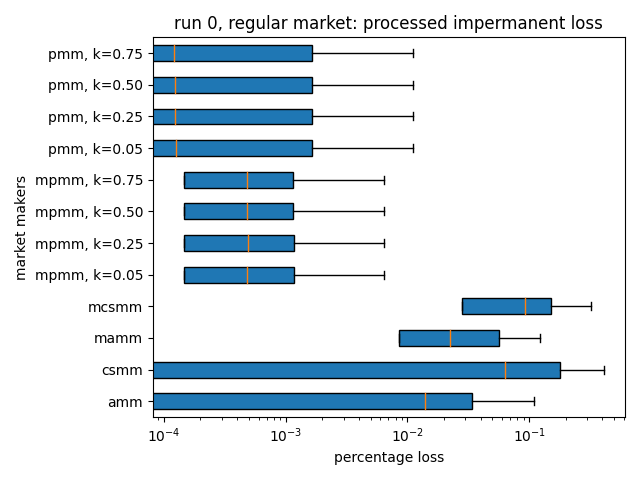 run 0, regular market: processed impermanent loss
market makers
pmm, k=0.75
pmm, k=0.50
pmm, k=0.25
pmm, k=0.05
mpmm, k=0.75
mpmm, k=0.50
mpmm, k=0.25
mpmm, k=0.05
mcsmm
mamm
csmm
amm
10⁻⁴ 10⁻³ 10⁻² 10⁻¹
percentage loss